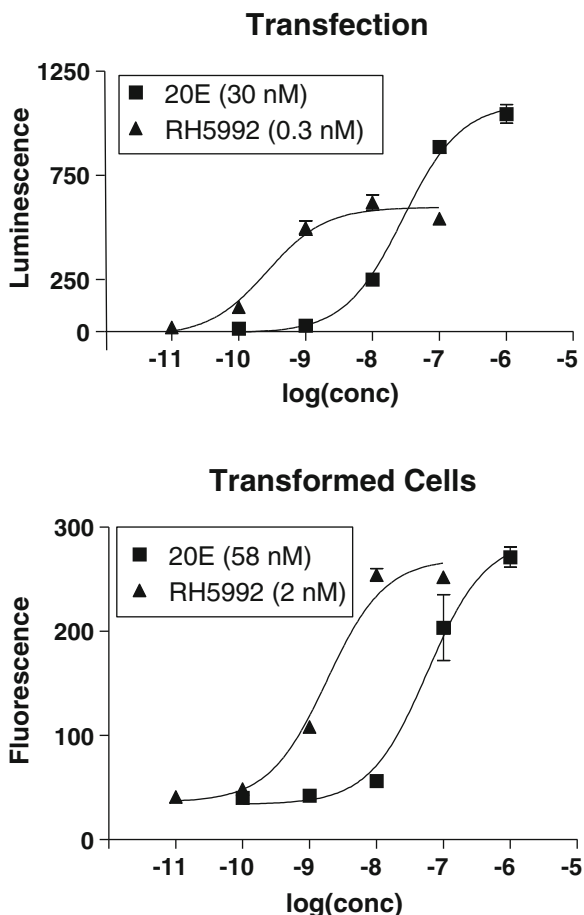 Transfection
1250
20E (30 nM)
RH5992 (0.3 nM)
750
250
0
Luminescence
-11 -10 -9 -8 -7 -6 -5
log(conc)
Transformed Cells
300
20E (58 nM)
RH5992 (2 nM)
200
100
0
Fluorescence
-11 -10 -9 -8 -7 -6 -5
log(conc)